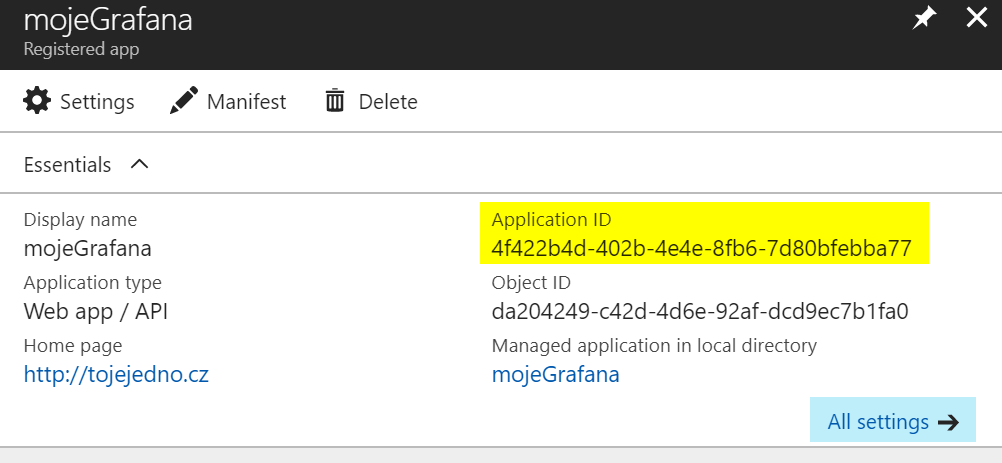 mojeGrafana
Registered app
Settings
Manifest
Delete
Essentials
Display name
mojeGrafana
Application type
Web app / API
Home page
http://tojejedno.cz
Application ID
4f422b4d-402b-4e4e-8fb6-7d80bfebba77
Object ID
da204249-c42d-4d6e-92af-dcd9ec7b1fa0
Managed application in local directory
mojeGrafana
All settings